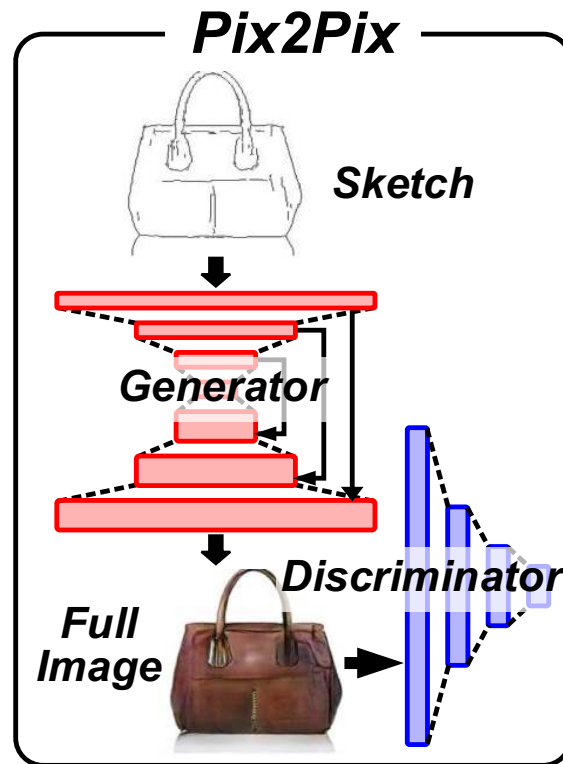 Pix2Pix
Sketch
Generator
Discriminator
Full
Image